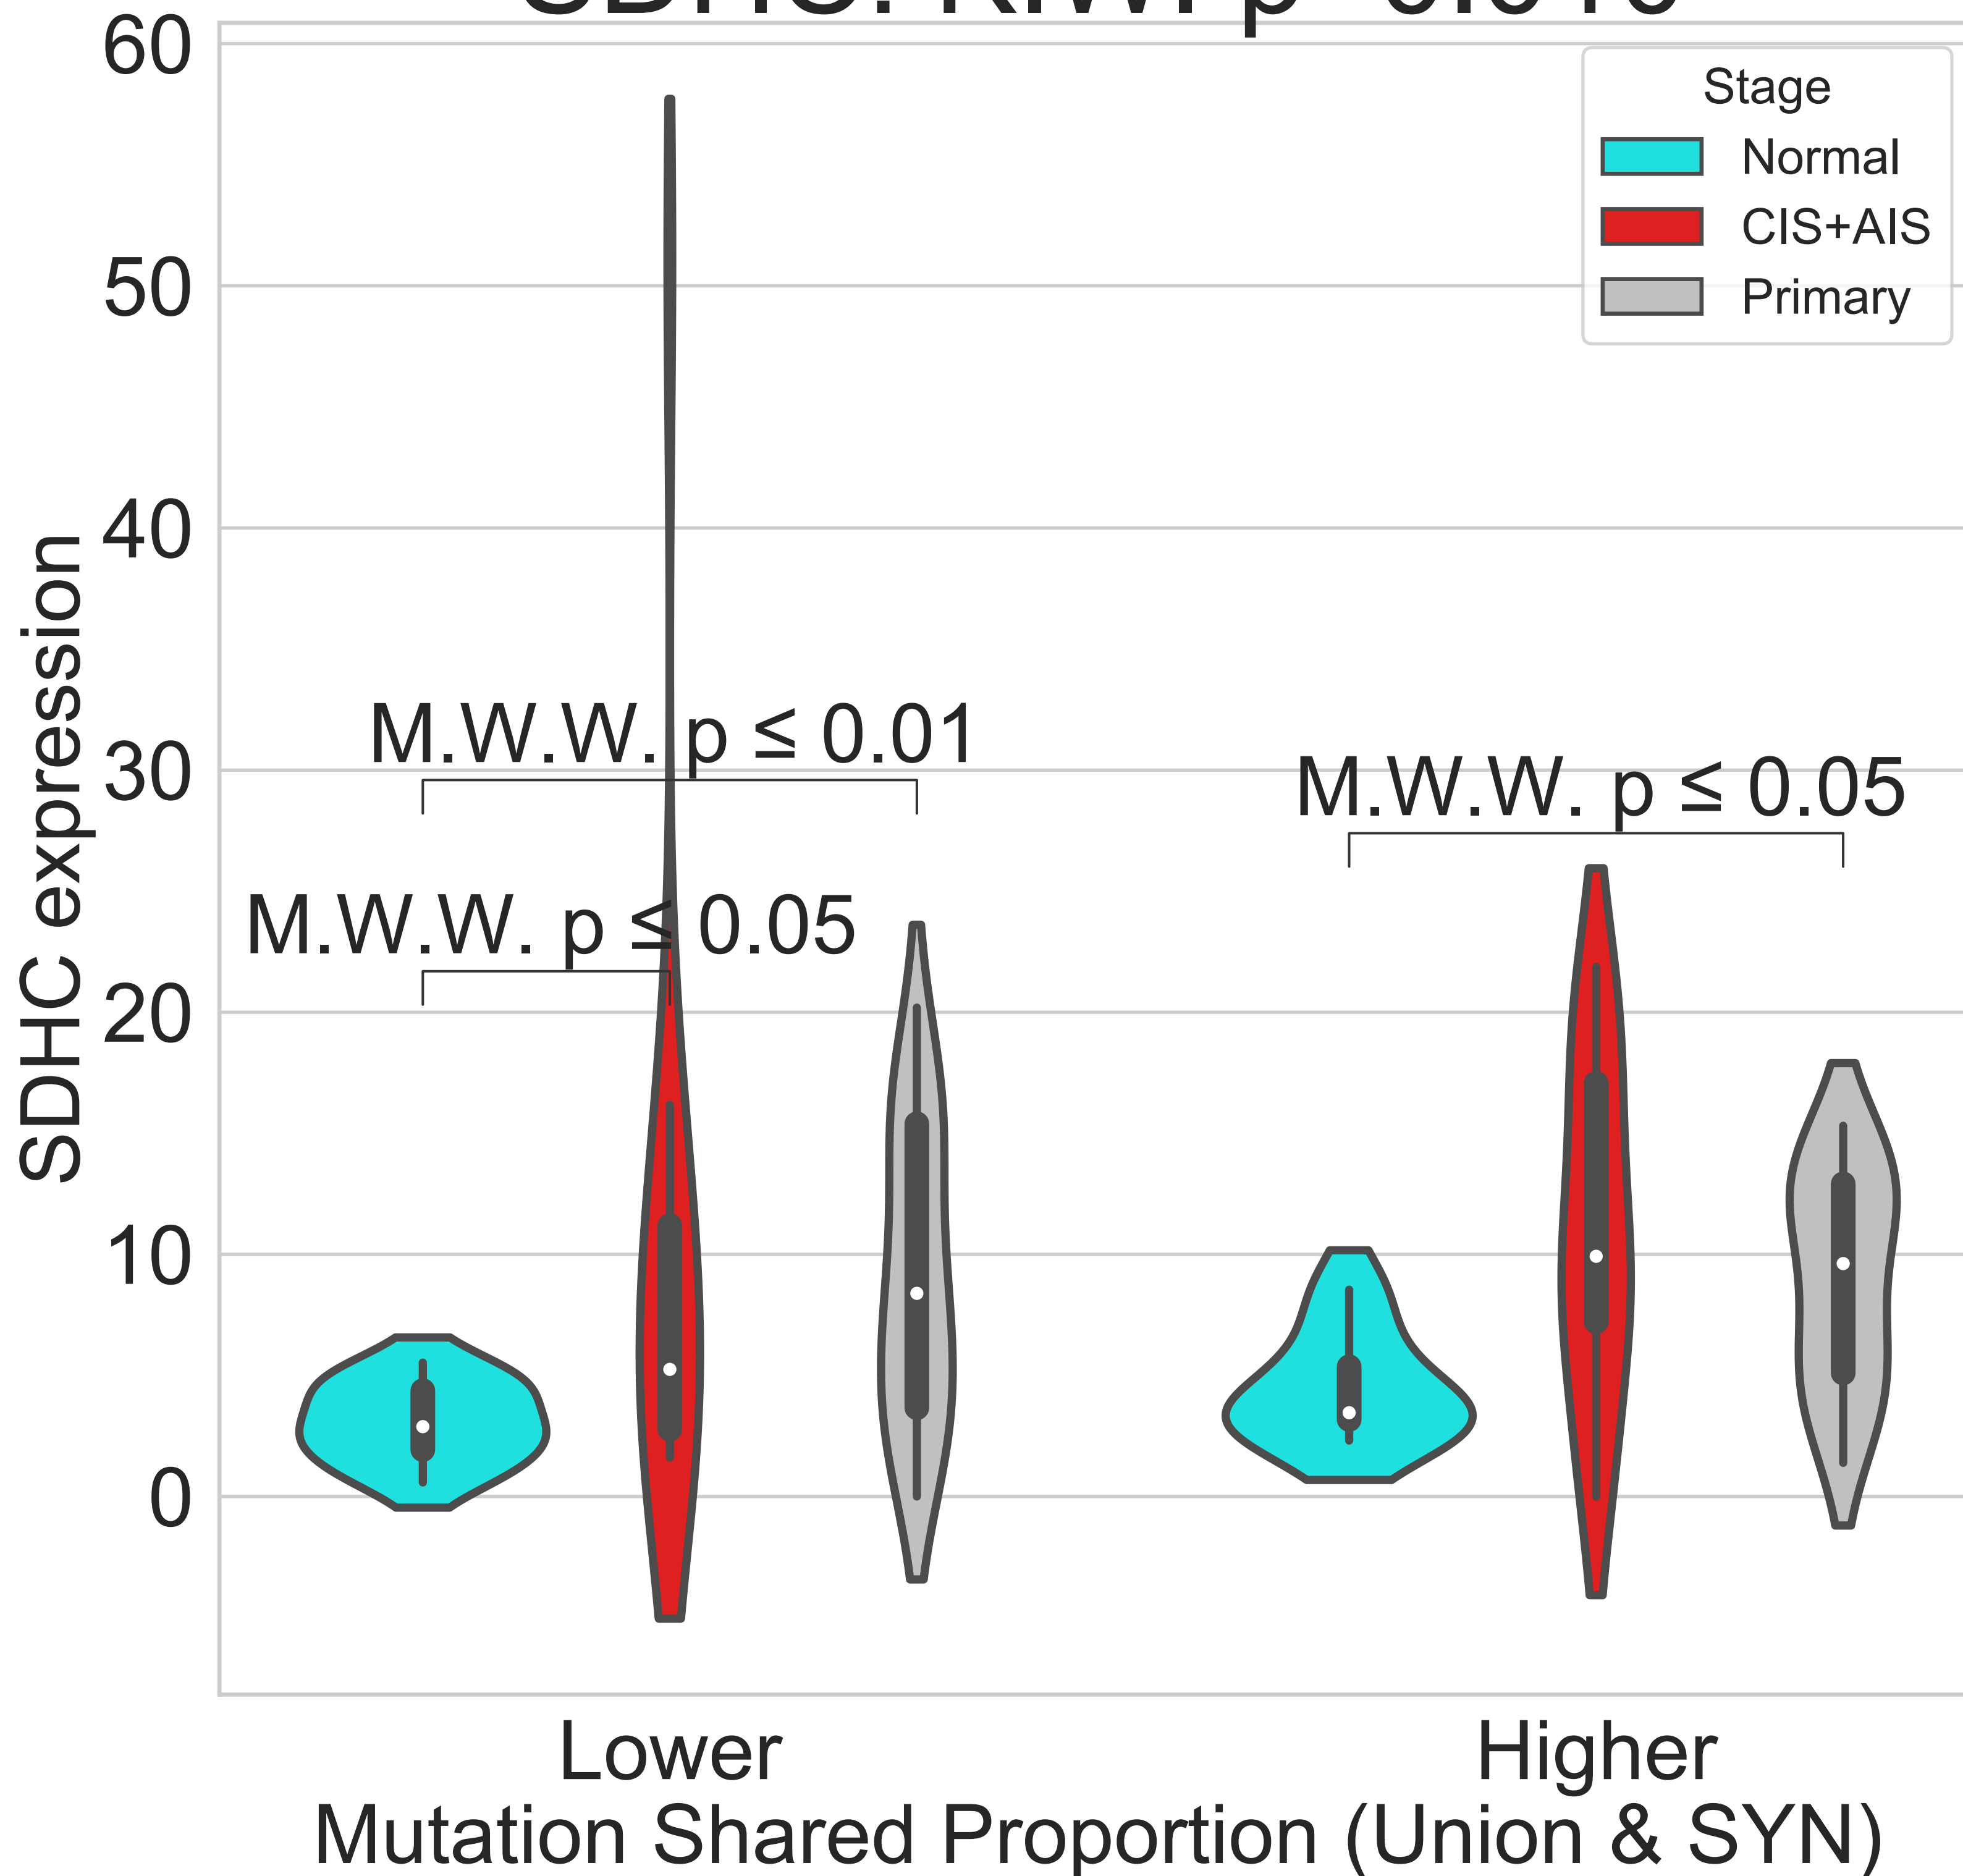 60
50
40
30
20
10
0
SDHC expression
Stage
Normal
CIS+AIS
Primary
M.W.W. p ≤ 0.01
M.W.W. p ≤ 0.05
M.W.W. p ≤ 0.05
Lower
Higher
Mutation Shared Proportion (Union & SYN)